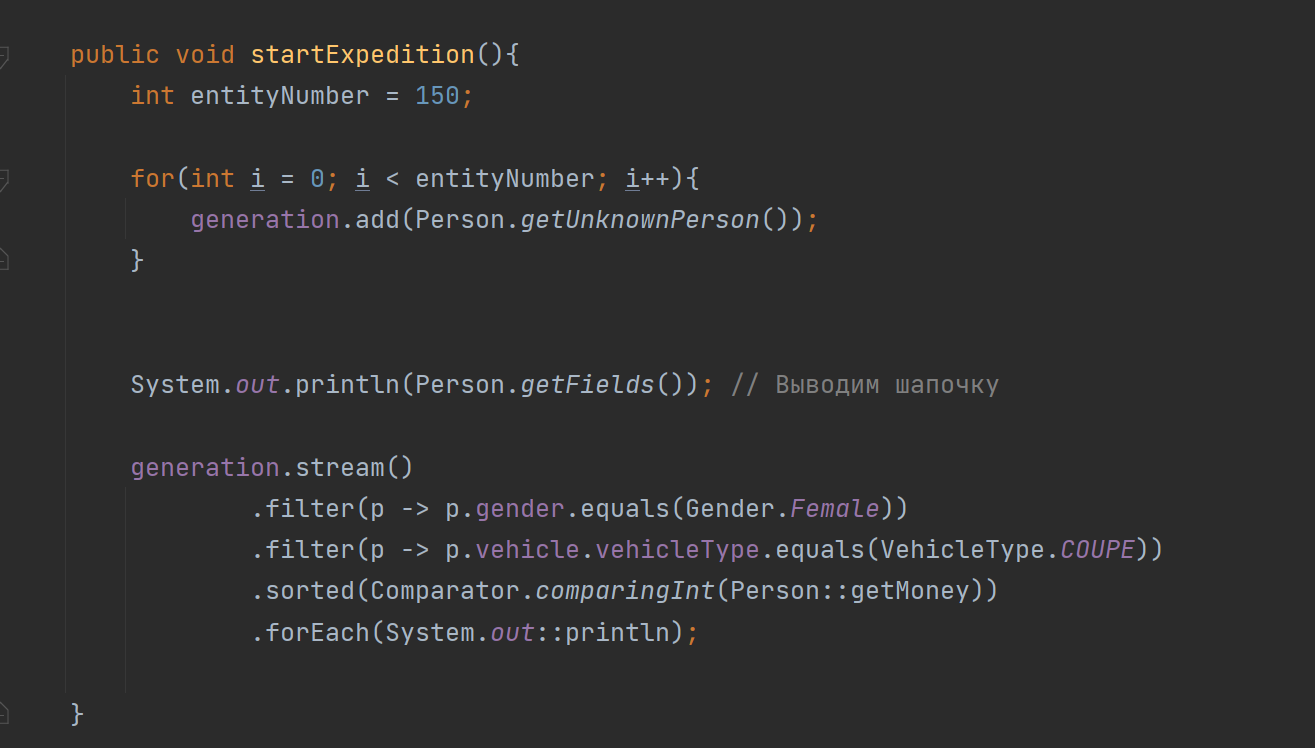 public void startExpedition(){
int entityNumber = 150;
for(int i = 0; i < entityNumber; i++){
generation.add(Person.getUnknownPerson());
}
System.out.println(Person.getFields()); // Выводим шапочку
generation.stream()
.filter(p -> p.gender.equals(Gender.Female))
.filter(p -> p.vehicle.vehicleType.equals(VehicleType.COUPE))
.sorted(Comparator.comparingInt(Person::getMoney))
.forEach(System.out::println);
}